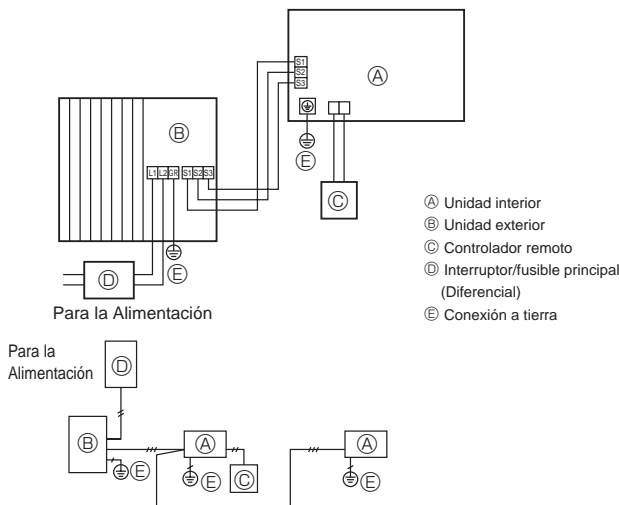 S1
S2
S3
Ⓐ
Ⓔ
Ⓒ
Ⓑ
L1 L2 GR S1 S2 S3
Ⓔ
Ⓓ
Para la Alimentación
Ⓐ Unidad interior
Ⓑ Unidad exterior
Ⓒ Controlador remoto
Ⓓ Interruptor/fusible principal
(Diferencial)
Ⓔ Conexión a tierra
Para la
Alimentación
Ⓓ
Ⓑ
Ⓔ
Ⓐ
Ⓔ
Ⓒ
Ⓐ
Ⓔ